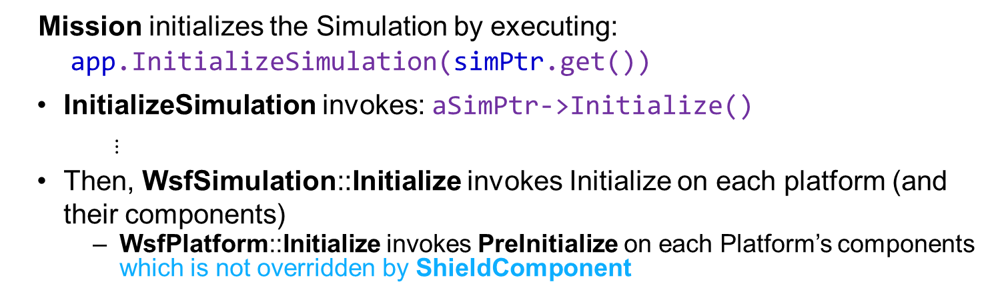 Mission initializes the Simulation by executing:
app.InitializeSimulation(simPtr.get())
• InitializeSimulation invokes: aSimPtr->Initialize()
⋮
• Then, WsfSimulation::Initialize invokes Initialize on each platform (and
their components)
– WsfPlatform::Initialize invokes PreInitialize on each Platform’s components
which is not overridden by ShieldComponent